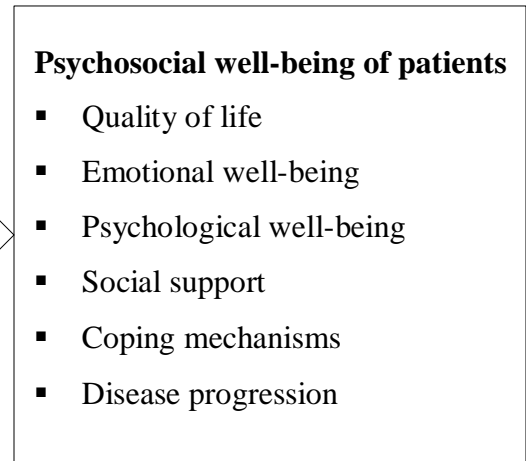 Psychosocial well-being of patients
▪ Quality of life
▪ Emotional well-being
▪ Psychological well-being
▪ Social support
▪ Coping mechanisms
▪ Disease progression